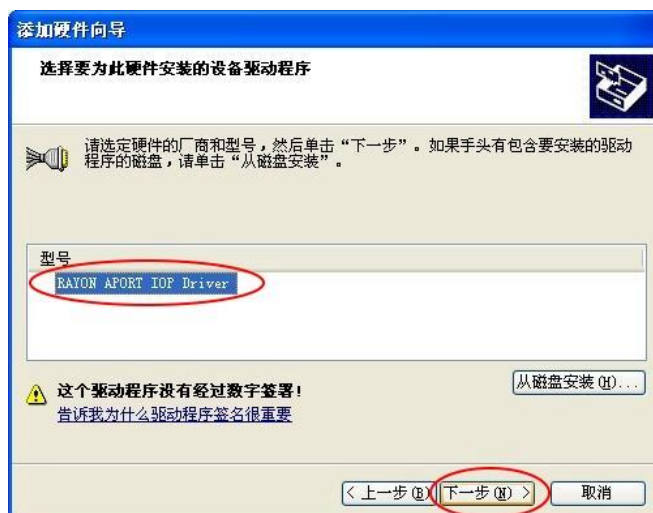 添加硬件向导
选择要为此硬件安装的设备驱动程序
请选定硬件的厂商和型号，然后单击“下一步”。如果手头有包含要安装的驱动
程序的磁盘，请单击“从磁盘安装”。
型号
RAYON APORT IOP Driver
这个驱动程序没有经过数字签署！
告诉我为什么驱动程序签名很重要
从磁盘安装(H)...
< 上一步(B)
下一步(N) >
取消